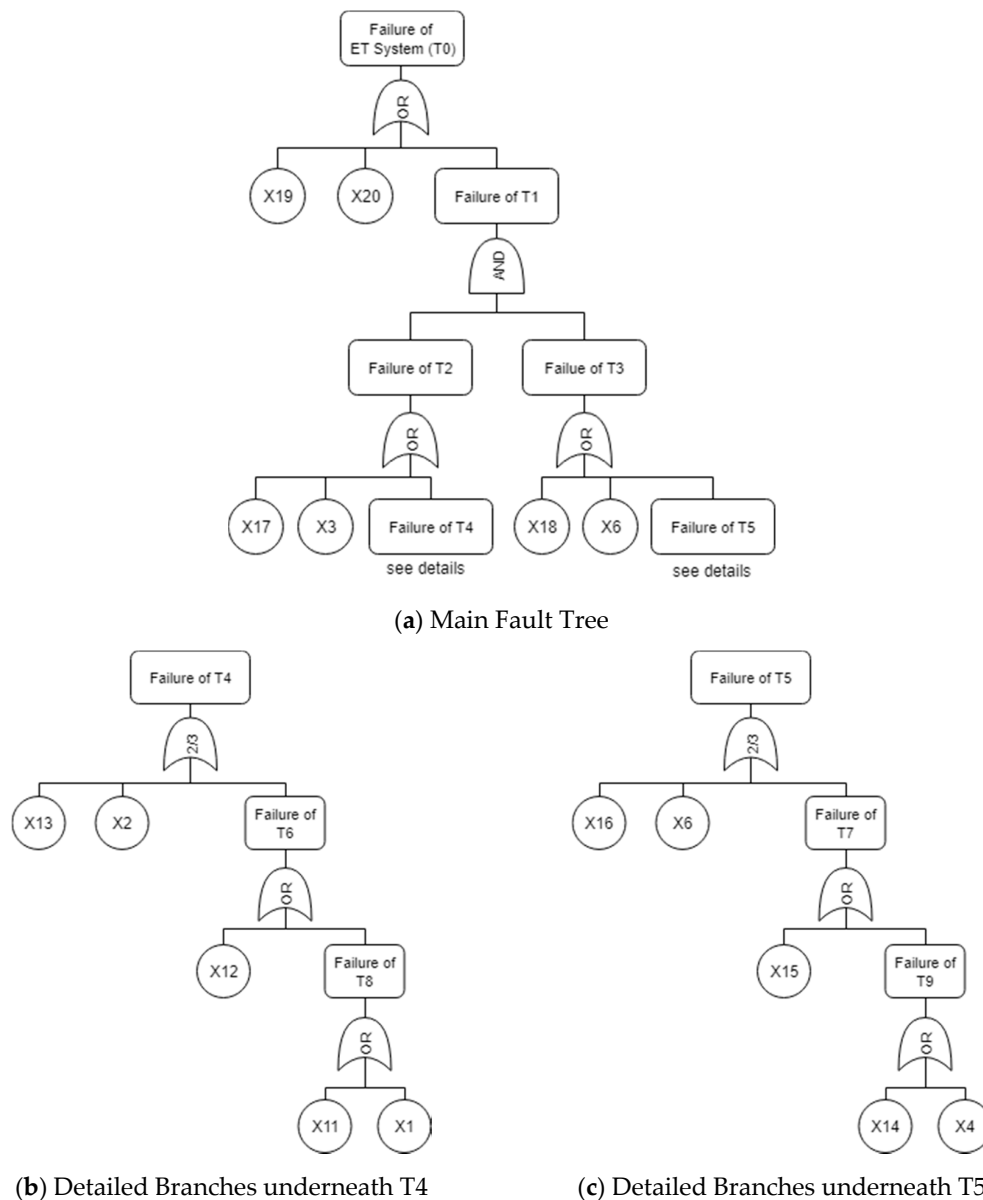 Failure of
ET System (T0)
OR
X19
X20
Failure of T1
AND
Failure of T2
Failue of T3
OR
OR
X17
X3
Failure of T4
X18
X6
Failure of T5
see details
see details
(a) Main Fault Tree
Failure of T4
2/3
X13
X2
Failure of
T6
OR
X12
Failure of
T8
OR
X11
X1
(b) Detailed Branches underneath T4
Failure of T5
2/3
X16
X6
Failure of
T7
OR
X15
Failure of
T9
OR
X14
X4
(c) Detailed Branches underneath T5